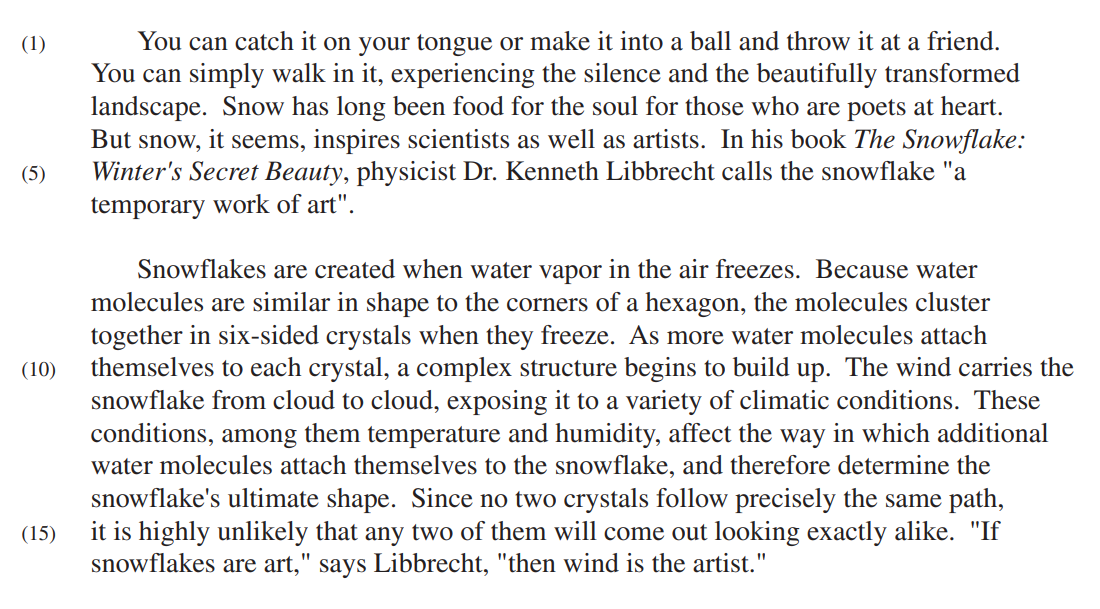 (1) You can catch it on your tongue or make it into a ball and throw it at a friend.
You can simply walk in it, experiencing the silence and the beautifully transformed
landscape. Snow has long been food for the soul for those who are poets at heart.
But snow, it seems, inspires scientists as well as artists. In his book The Snowflake:
(5) Winter's Secret Beauty, physicist Dr. Kenneth Libbrecht calls the snowflake "a
temporary work of art".
Snowflakes are created when water vapor in the air freezes. Because water
molecules are similar in shape to the corners of a hexagon, the molecules cluster
together in six-sided crystals when they freeze. As more water molecules attach
(10) themselves to each crystal, a complex structure begins to build up. The wind carries the
snowflake from cloud to cloud, exposing it to a variety of climatic conditions. These
conditions, among them temperature and humidity, affect the way in which additional
water molecules attach themselves to the snowflake, and therefore determine the
snowflake's ultimate shape. Since no two crystals follow precisely the same path,
(15) it is highly unlikely that any two of them will come out looking exactly alike. "If
snowflakes are art," says Libbrecht, "then wind is the artist."